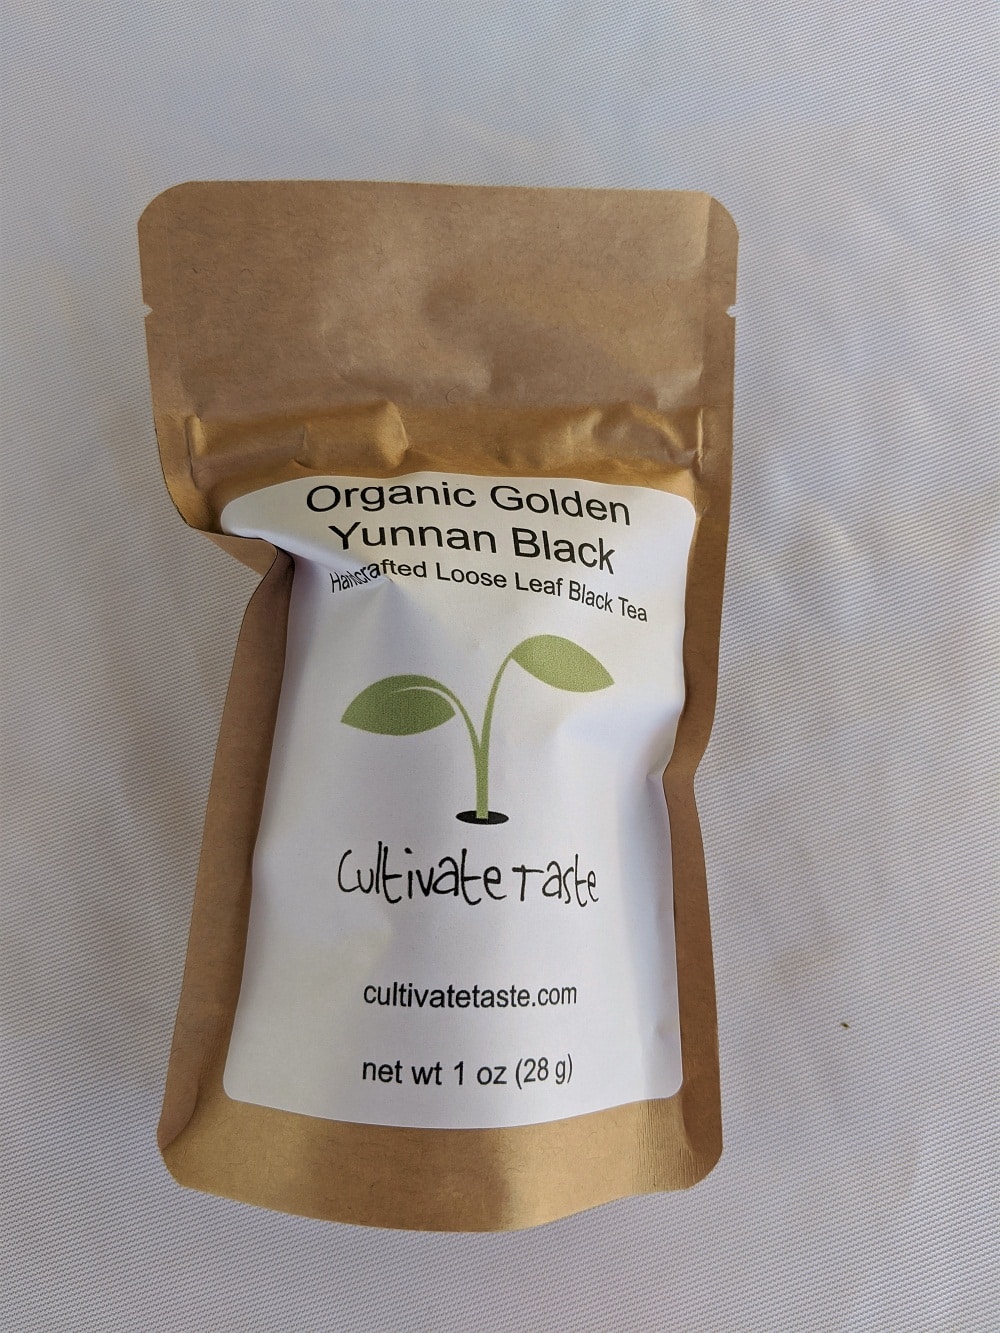 Organic Golden
Yunnan Black
Handcrafted Loose Leaf Black Tea
Cultivate Taste
cultivatetaste.com
net wt 1 oz (28 g)